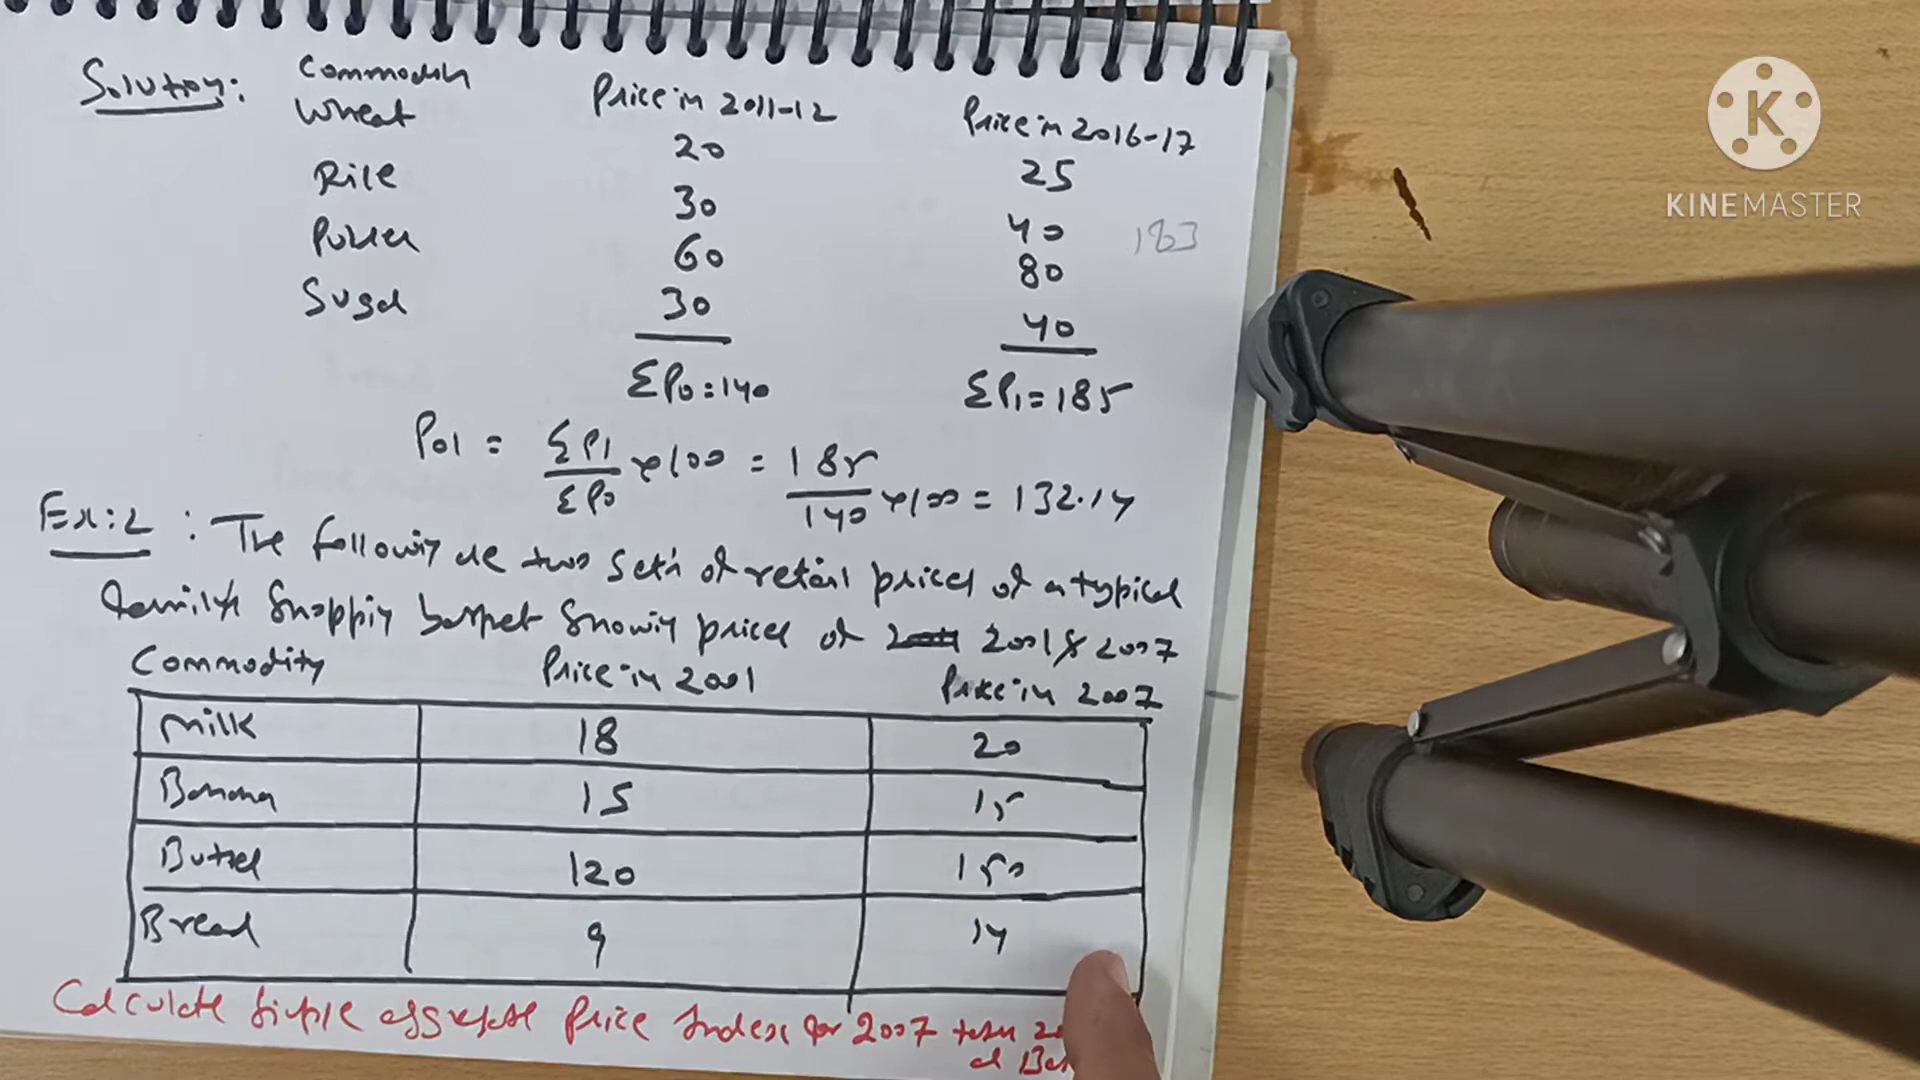 Solution: Commodity Price in 2011-12 Price in 2016-17
Wheat 20 25
Rice 30 40
Pulses 60 80
Sugar 30 40
183
ΣP0 = 140 ΣP1 = 185
P01 = ΣP1/ΣP0 × 100 = 185/140 × 100 = 132.14
Ex:2 : The following are two sets of retail prices of a typical
family's shopping basket showing prices of 2001 & 2007
Commodity Price in 2001 Price in 2007
Milk 18 20
Banana 15 15
Butter 120 150
Bread 9 14
Calculate simple aggregate Price Index for 2007 
as
K
KINEMASTER